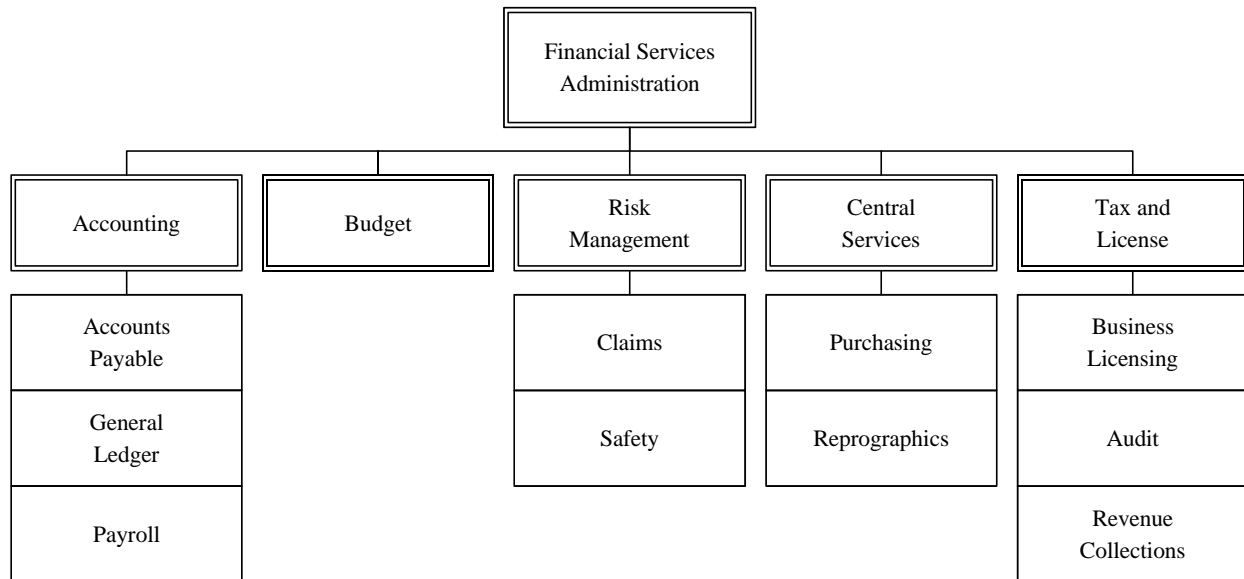 Financial Services
Administration
Accounting
Budget
Risk
Management
Central
Services
Tax and
License
Accounts
Payable
Claims
Purchasing
Business
Licensing
General
Ledger
Safety
Reprographics
Audit
Payroll
Revenue
Collections